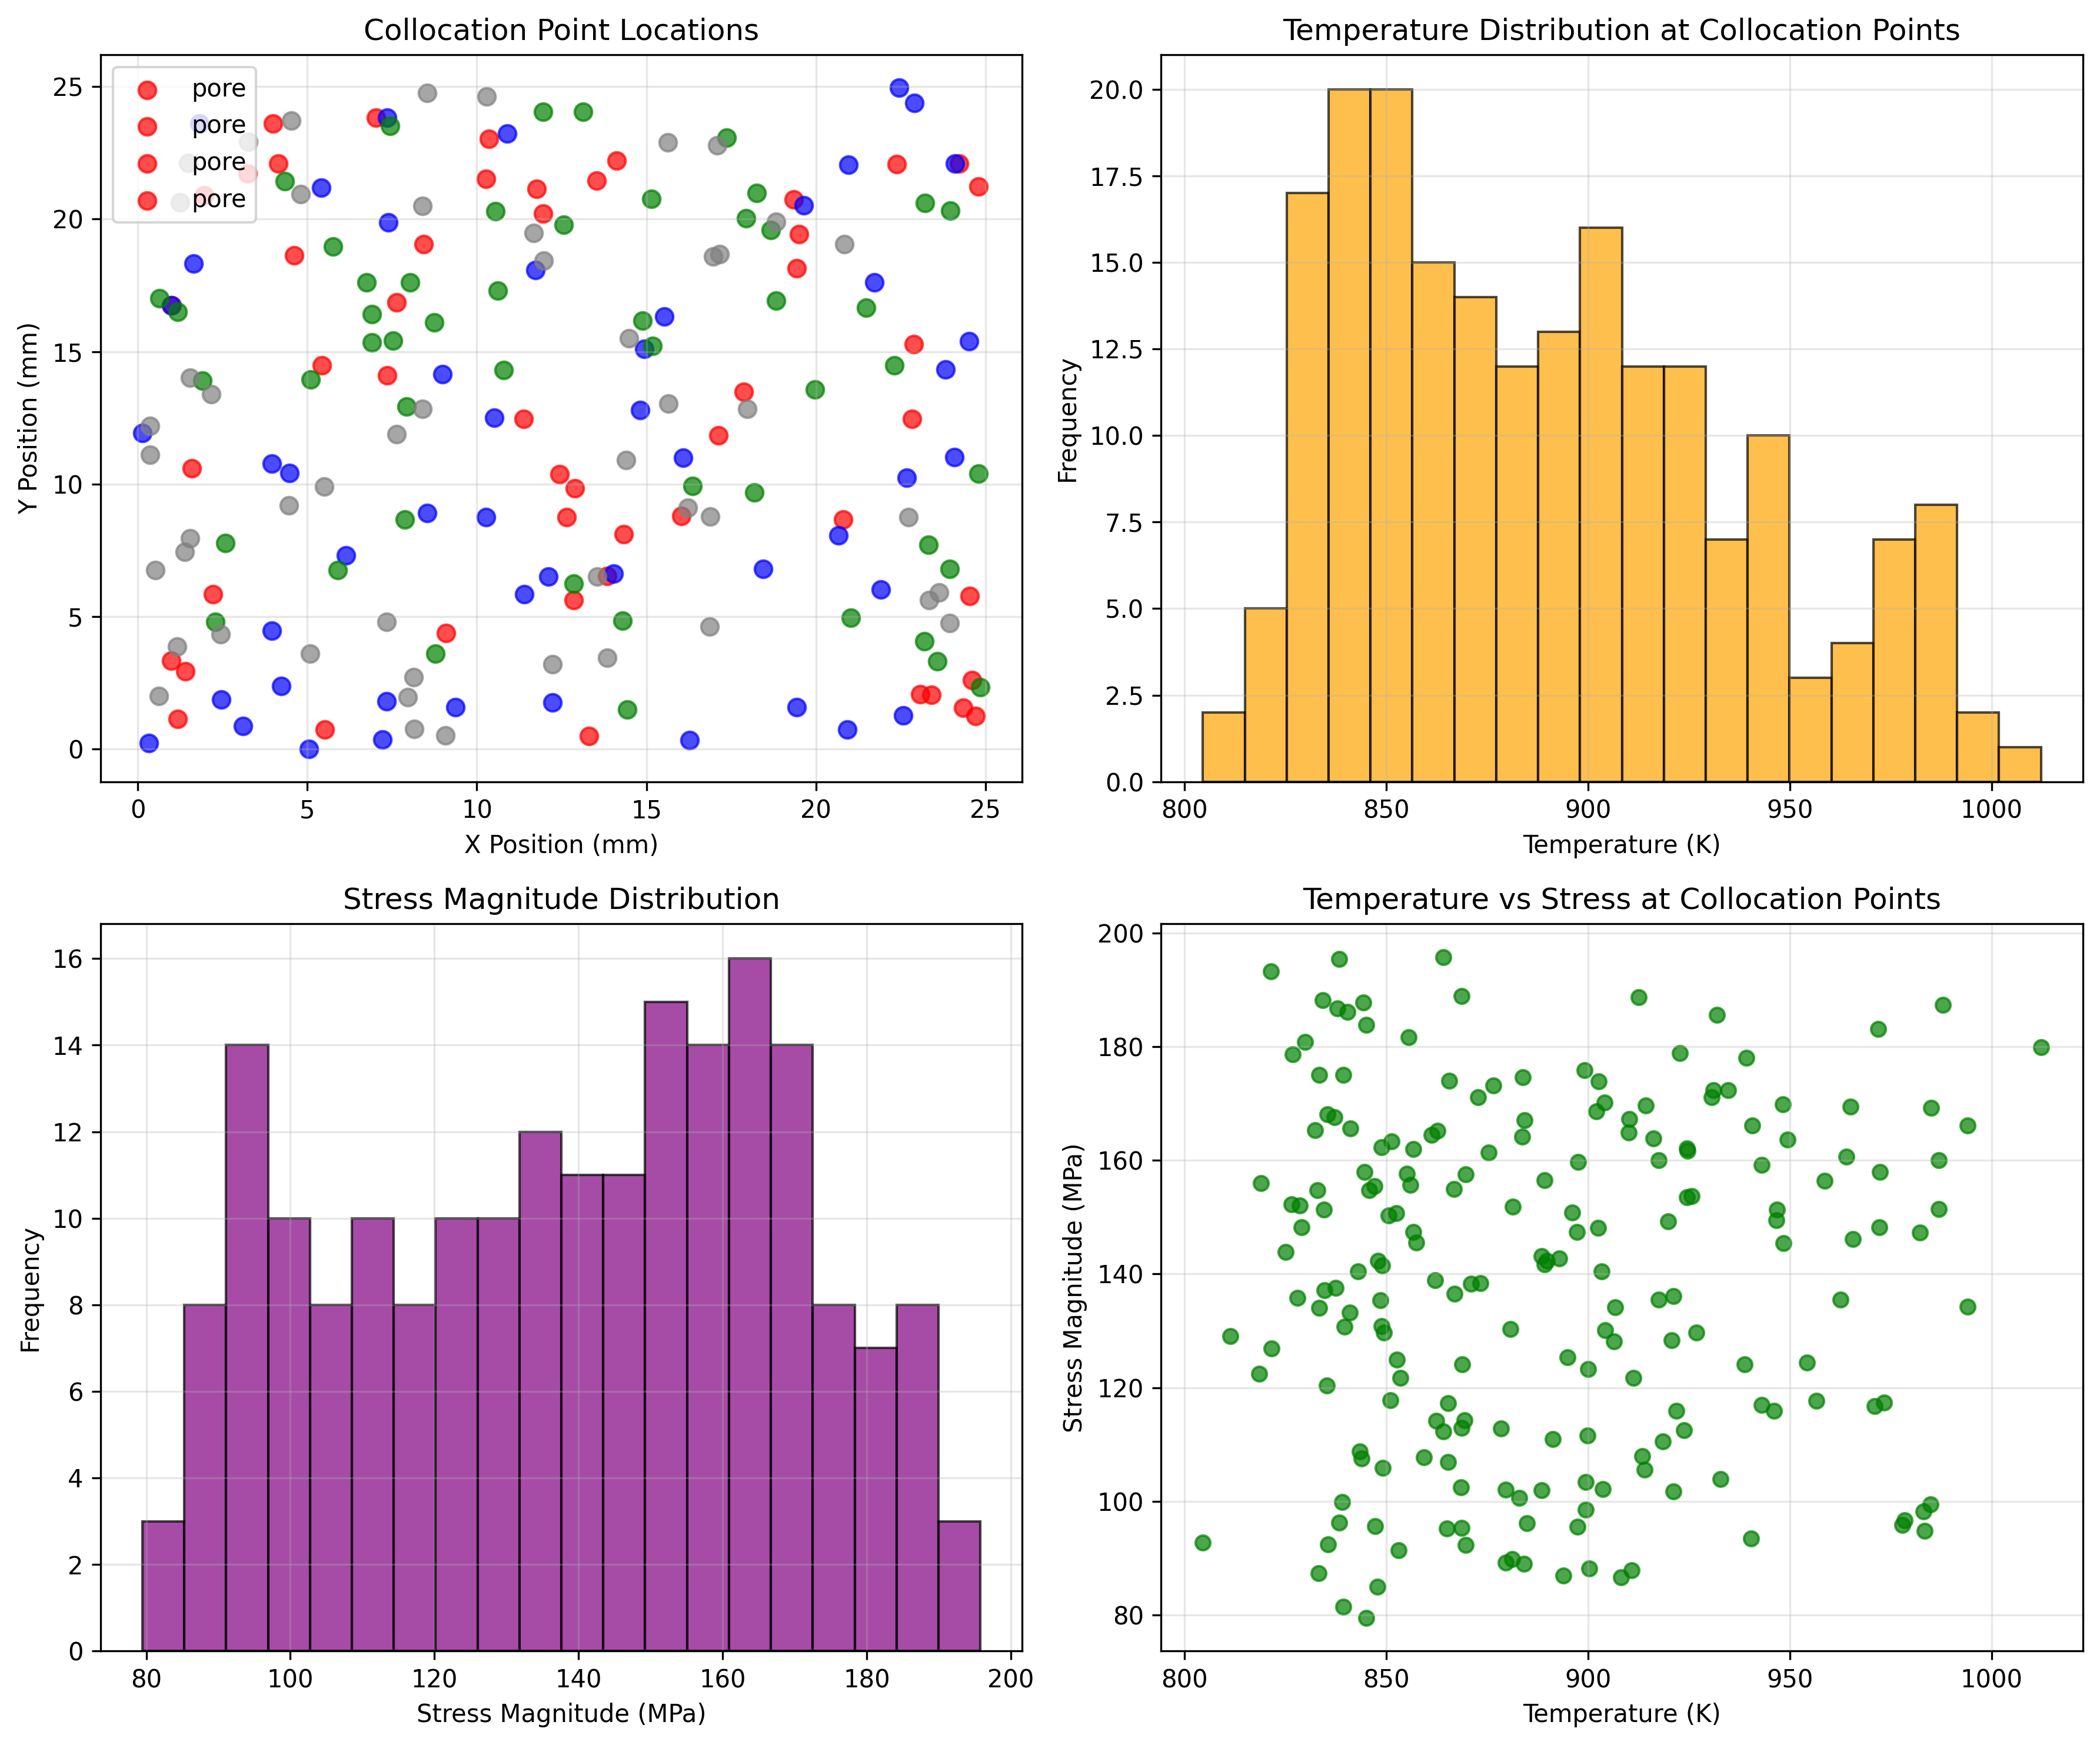 Collocation Point Locations
25
20
15
10
5
0
Y Position (mm)
pore
pore
pore
pore
0 5 10 15 20 25
X Position (mm)
Temperature Distribution at Collocation Points
20.0
17.5
15.0
12.5
10.0
7.5
5.0
2.5
0.0
Frequency
800 850 900 950 1000
Temperature (K)
Stress Magnitude Distribution
16
14
12
10
8
6
4
2
0
Frequency
80 100 120 140 160 180 200
Stress Magnitude (MPa)
Temperature vs Stress at Collocation Points
200
180
160
140
120
100
80
Stress Magnitude (MPa)
800 850 900 950 1000
Temperature (K)